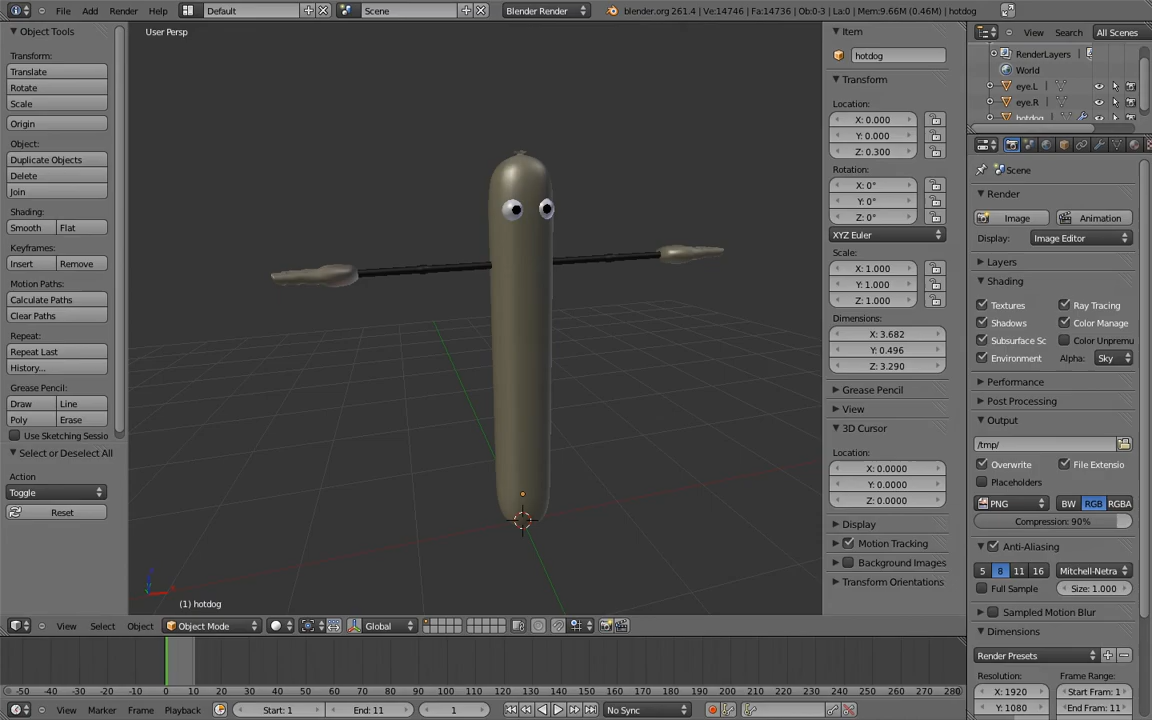 Add Render Help Default Scene Blender Render blender.org 261.4 | Ve:14746 | Fa:14736 | Ob:0-3 | La:0 | Mem:9.66M (0.46M) | hotdog
View Search All Scenes
Object Tools
Transform:
Translate
Rotate
Scale
Origin
Object:
Duplicate Objects
Delete
Join
Shading:
Smooth Flat
Keyframes:
Insert Remove
Motion Paths:
Calculate Paths
Clear Paths
Repeat:
Repeat Last
History...
Grease Pencil:
Draw Line
Poly Erase
Use Sketching Sessio
Select or Deselect All
Action
Toggle
Reset
User Persp
(1) hotdog
Item
hotdog
Transform
Location:
X: 0.000
Y: 0.000
Z: 0.300
Rotation:
X: 0°
Y: 0°
Z: 0°
XYZ Euler
Scale:
X: 1.000
Y: 1.000
Z: 1.000
Dimensions:
X: 3.682
Y: 0.496
Z: 3.290
Grease Pencil
View
3D Cursor
Location:
X: 0.0000
Y: 0.0000
Z: 0.0000
Display
Motion Tracking
Background Images
Transform Orientations
RenderLayers
World
eye.L
eye.R
hotdog
Scene
Render
Image Animation
Display: Image Editor
Layers
Shading
Textures Ray Tracing
Shadows Color Manage
Subsurface Sc Color Unpremu
Environment Alpha: Sky
Performance
Post Processing
Output
/tmp/
Overwrite File Extensio
Placeholders
PNG BW RGB RGBA
Compression: 90%
Anti-Aliasing
5 8 11 16 Mitchell-Netra
Full Sample Size: 1.000
Sampled Motion Blur
Dimensions
Render Presets
Resolution: Frame Range:
X: 1920 Start Fram: 1
Y: 1080 End Fram: 11
View Select Object Object Mode Global
-50 -40 -30 -20 -10 0 10 20 30 40 50 60 70 80 90 100 110 120 130 140 150 160 170 180 190 200 210 220 230 240 250 260 270 280
View Marker Frame Playback Start: 1 End: 11 1 No Sync